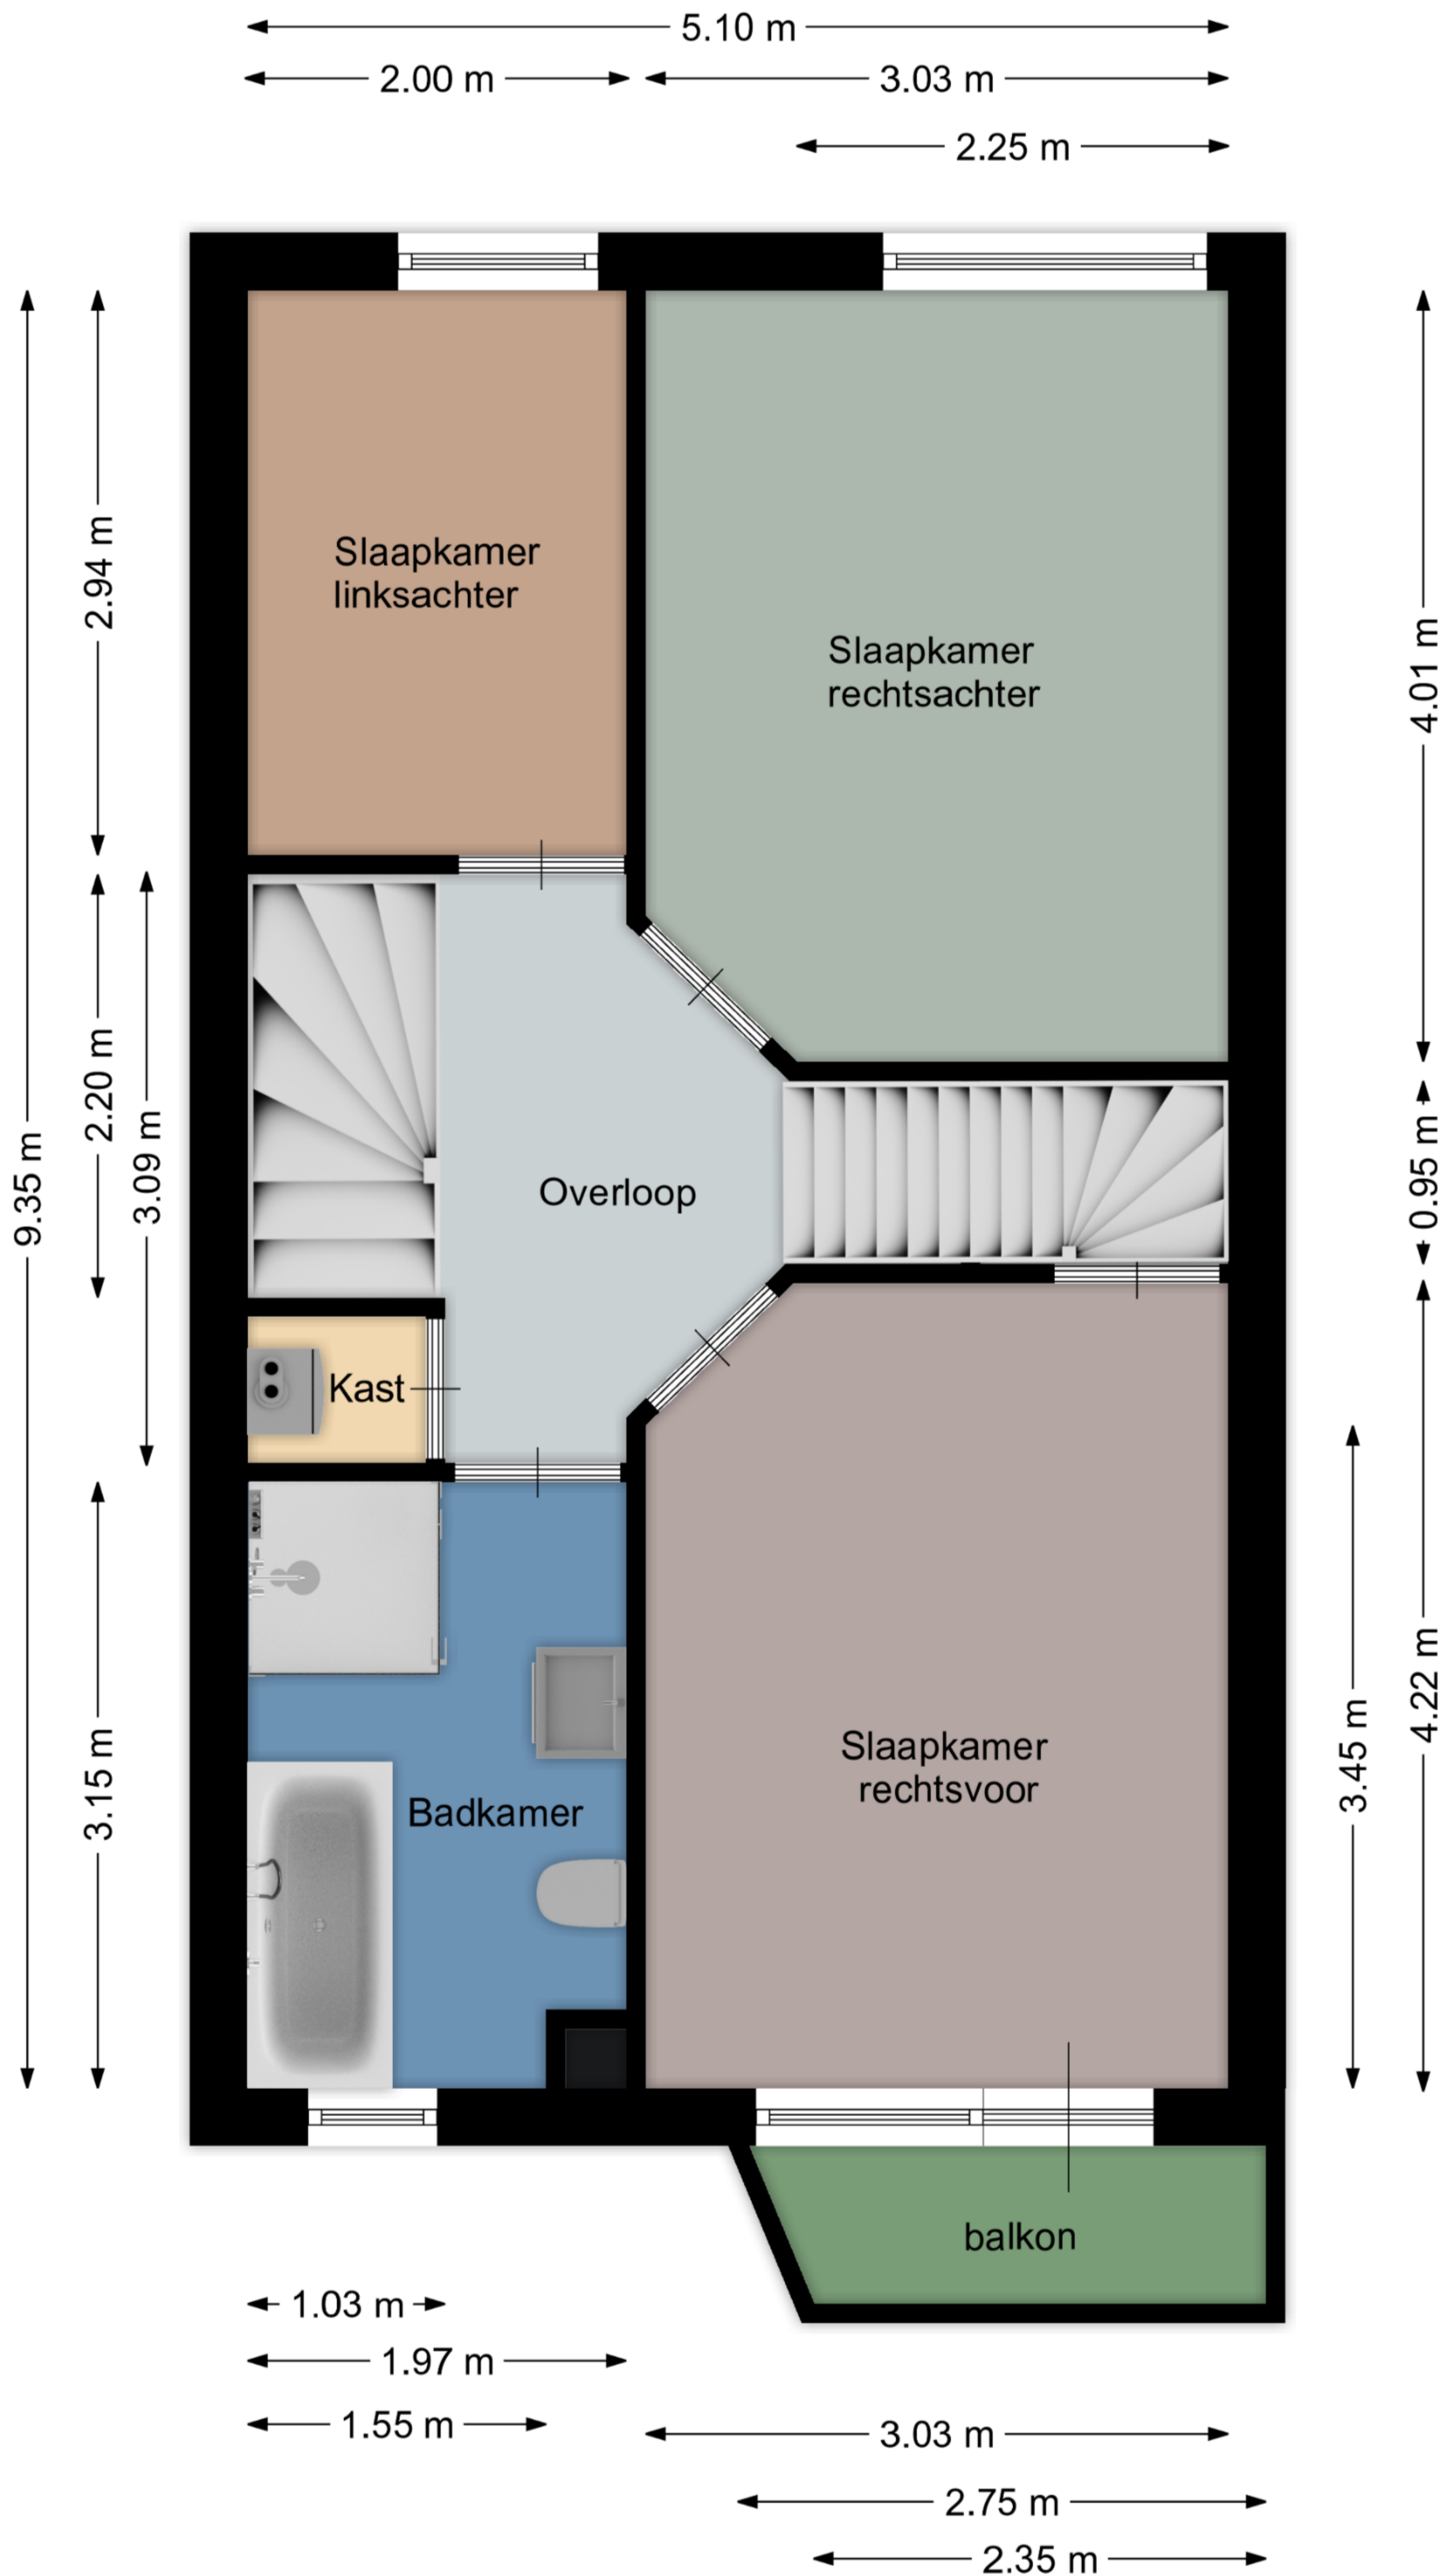 5.10 m
2.00 m
3.03 m
2.25 m
Slaapkamer
linksachter
Slaapkamer
rechtsachter
2.94 m
4.01 m
9.35 m
2.20 m
3.09 m
0.95 m
Overloop
Kast
3.15 m
Badkamer
Slaapkamer
rechtsvoor
3.45 m
4.22 m
balkon
1.03 m
1.97 m
1.55 m
3.03 m
2.75 m
2.35 m